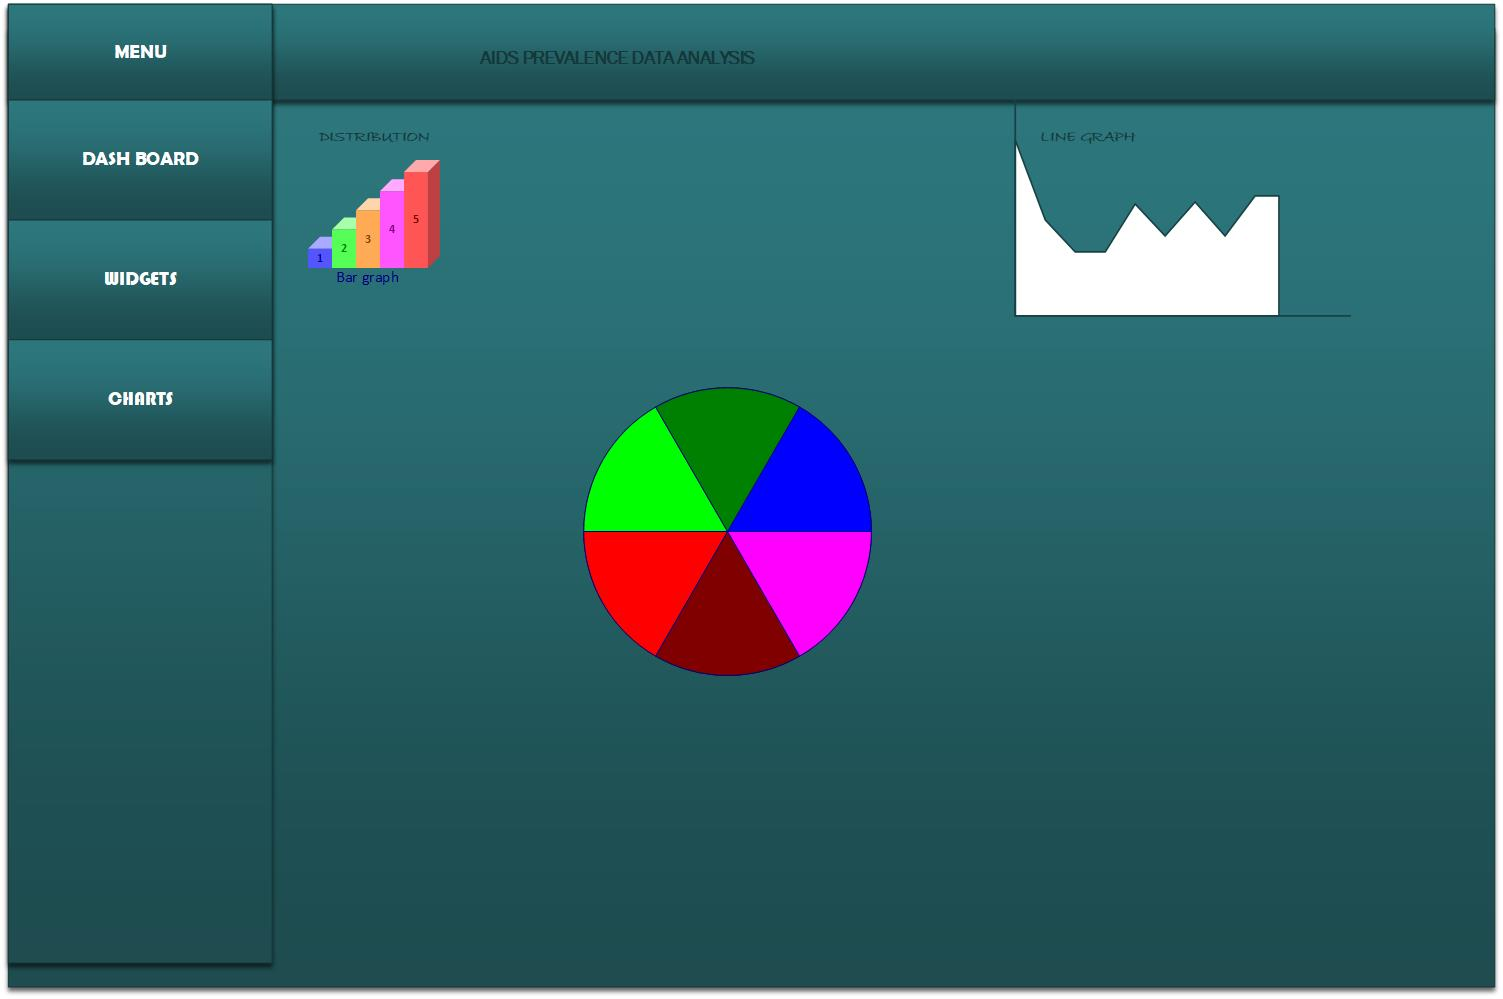 MENU
AIDS PREVALENCE DATA ANALYSIS
DASH BOARD
WIDGETS
CHARTS
DISTRIBUTION
1
2
3
4
5
Bar graph
LINE GRAPH